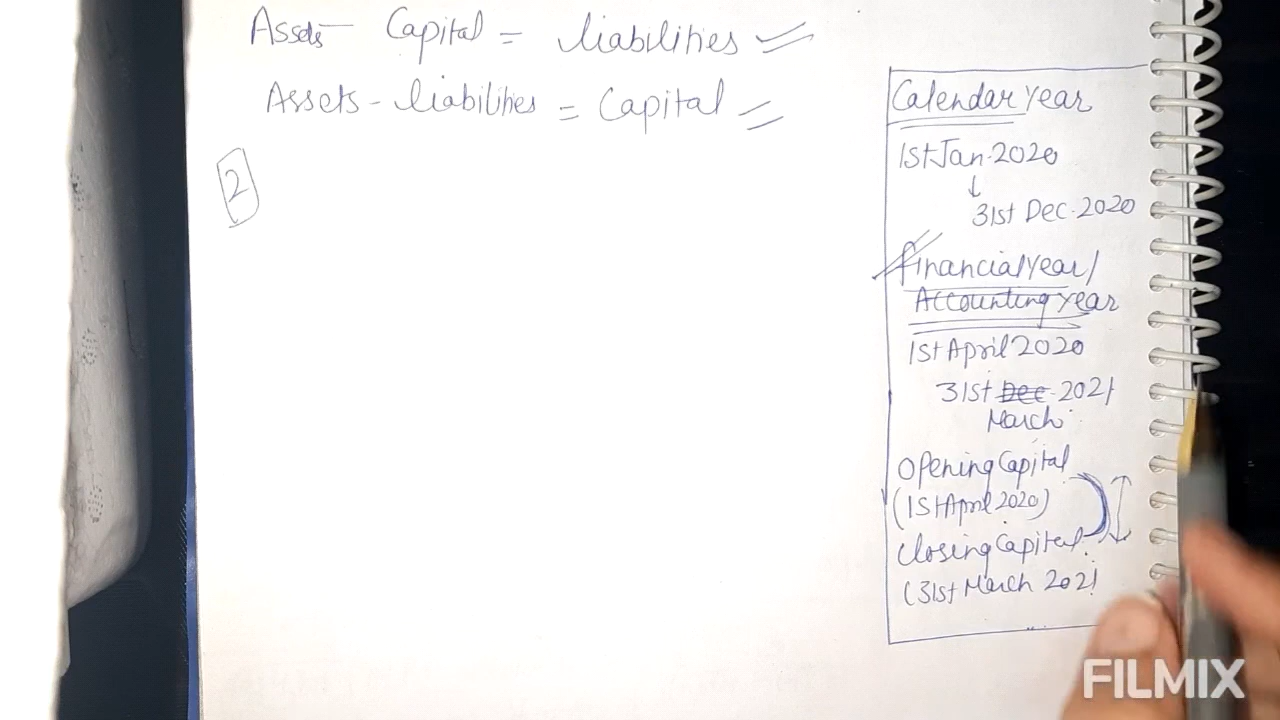 Assets - Capital = liabilities
Assets - liabilities = Capital
2
Calendar year
1st Jan. 2020
↓
31st Dec. 2020
financial year/
Accounting year
1st April 2020
31st Dec 2021
March
Opening Capital
(1st April 2020)
Closing Capital
(31st March 2021
FILMIX